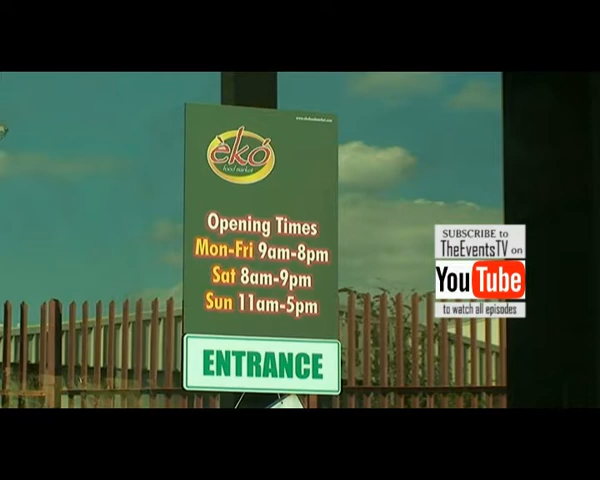 èkó
food market
Opening Times
Mon-Fri 9am-8pm
Sat 8am-9pm
Sun 11am-5pm
ENTRANCE
SUBSCRIBE to
TheEventsTV on
YouTube
to watch all episodes